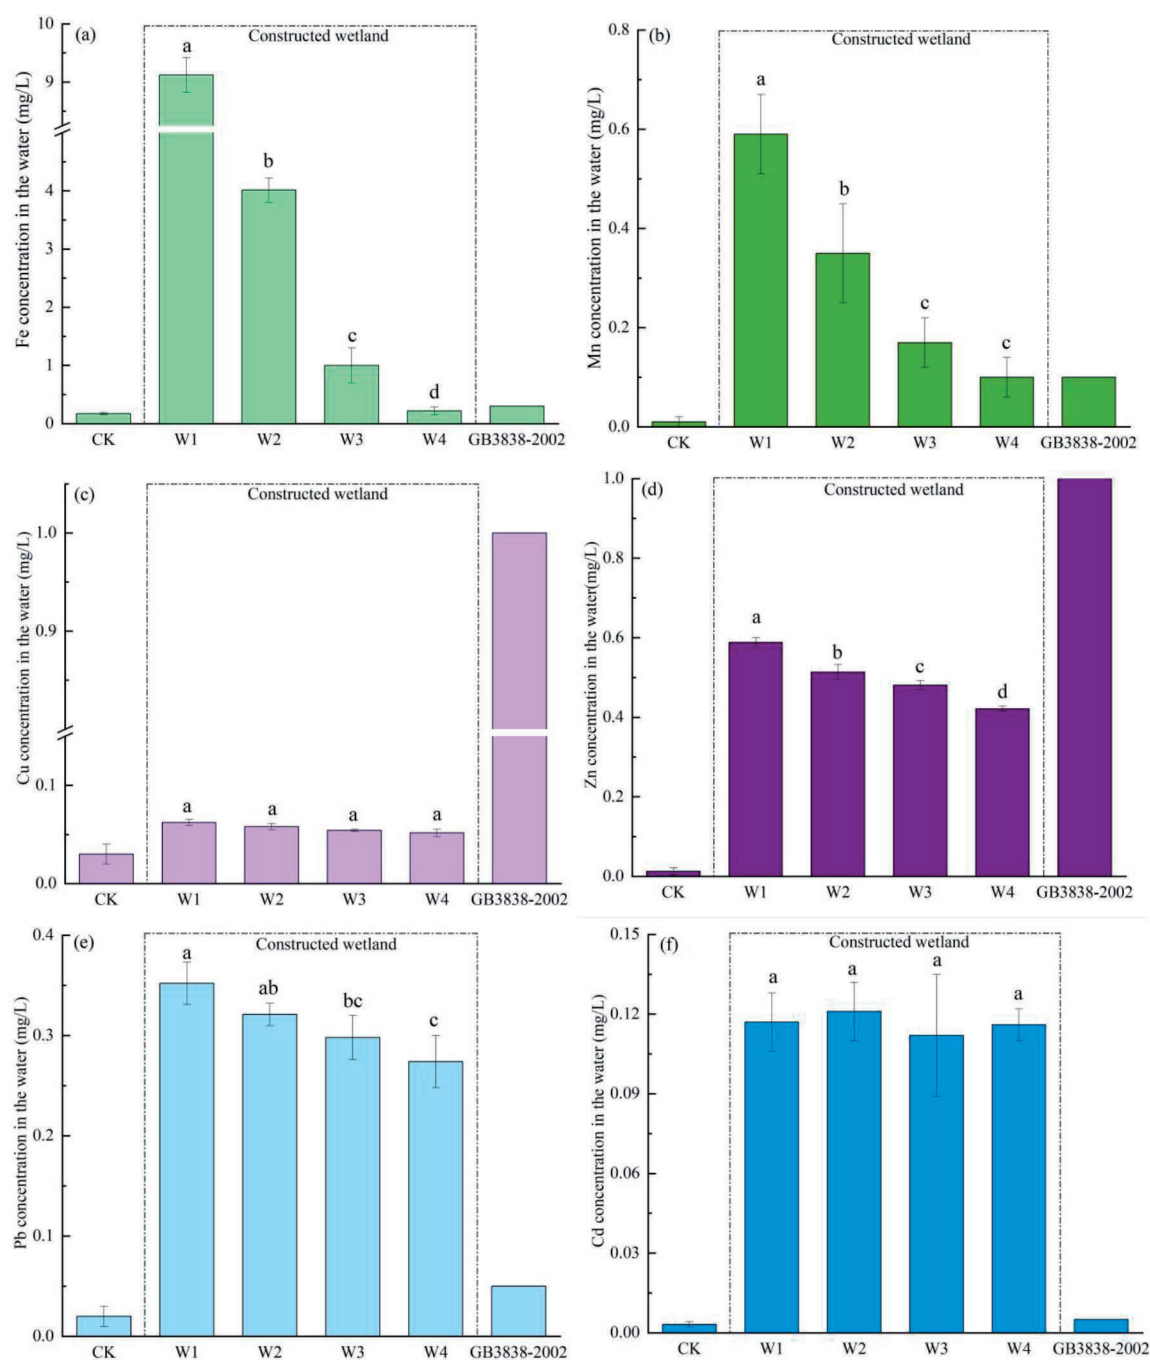 (a)
Constructed wetland
Fe concentration in the water (mg/L)
10
9
4
3
2
1
0
a
b
c
d
CK W1 W2 W3 W4 GB3838-2002
(b)
Constructed wetland
Mn concentration in the water (mg/L)
0.8
0.6
0.4
0.2
0.0
a
b
c
c
CK W1 W2 W3 W4 GB3838-2002
(c)
Constructed wetland
Cu concentration in the water (mg/L)
1.0
0.9
0.1
0.0
a a a a
CK W1 W2 W3 W4 GB3838-2002
(d)
Constructed wetland
Zn concentration in the water(mg/L)
1.0
0.8
0.6
0.4
0.2
0.0
a
b
c
d
CK W1 W2 W3 W4 GB3838-2002
(e)
Constructed wetland
Pb concentration in the water (mg/L)
0.4
0.3
0.2
0.1
0.0
a
ab
bc
c
CK W1 W2 W3 W4 GB3838-2002
(f)
Constructed wetland
Cd concentration in the water (mg/L)
0.15
0.12
0.09
0.06
0.03
0.00
a a a a
CK W1 W2 W3 W4 GB3838-2002